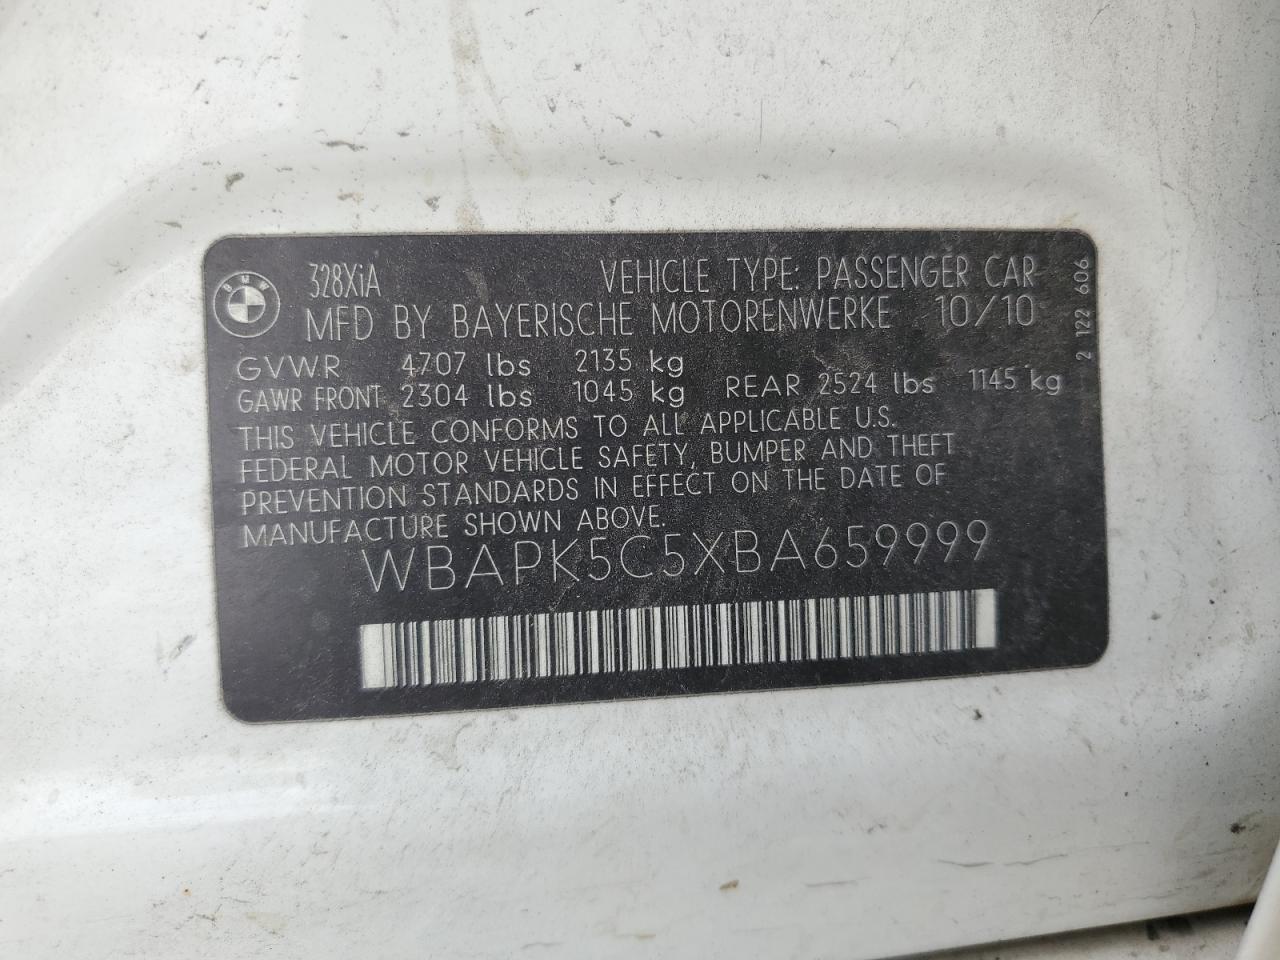 BMW
328XiA VEHICLE TYPE: PASSENGER CAR
MFD BY BAYERISCHE MOTORENWERKE 10/10
GVWR 4707 lbs 2135 kg
GAWR FRONT 2304 lbs 1045 kg REAR 2524 lbs 1145 kg
THIS VEHICLE CONFORMS TO ALL APPLICABLE U.S.
FEDERAL MOTOR VEHICLE SAFETY, BUMPER AND THEFT
PREVENTION STANDARDS IN EFFECT ON THE DATE OF
MANUFACTURE SHOWN ABOVE.
WBAPK5C5XBA659999
2 122 606